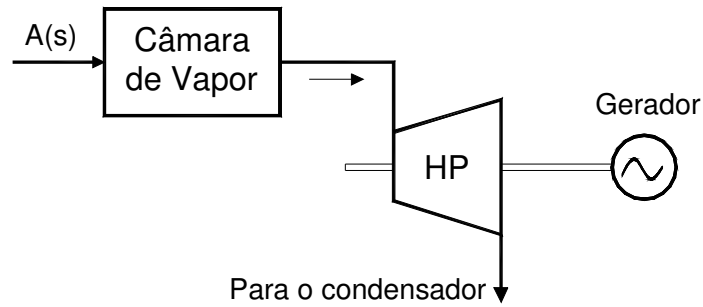 A(s)
Câmara
de Vapor
Gerador
HP
Para o condensador